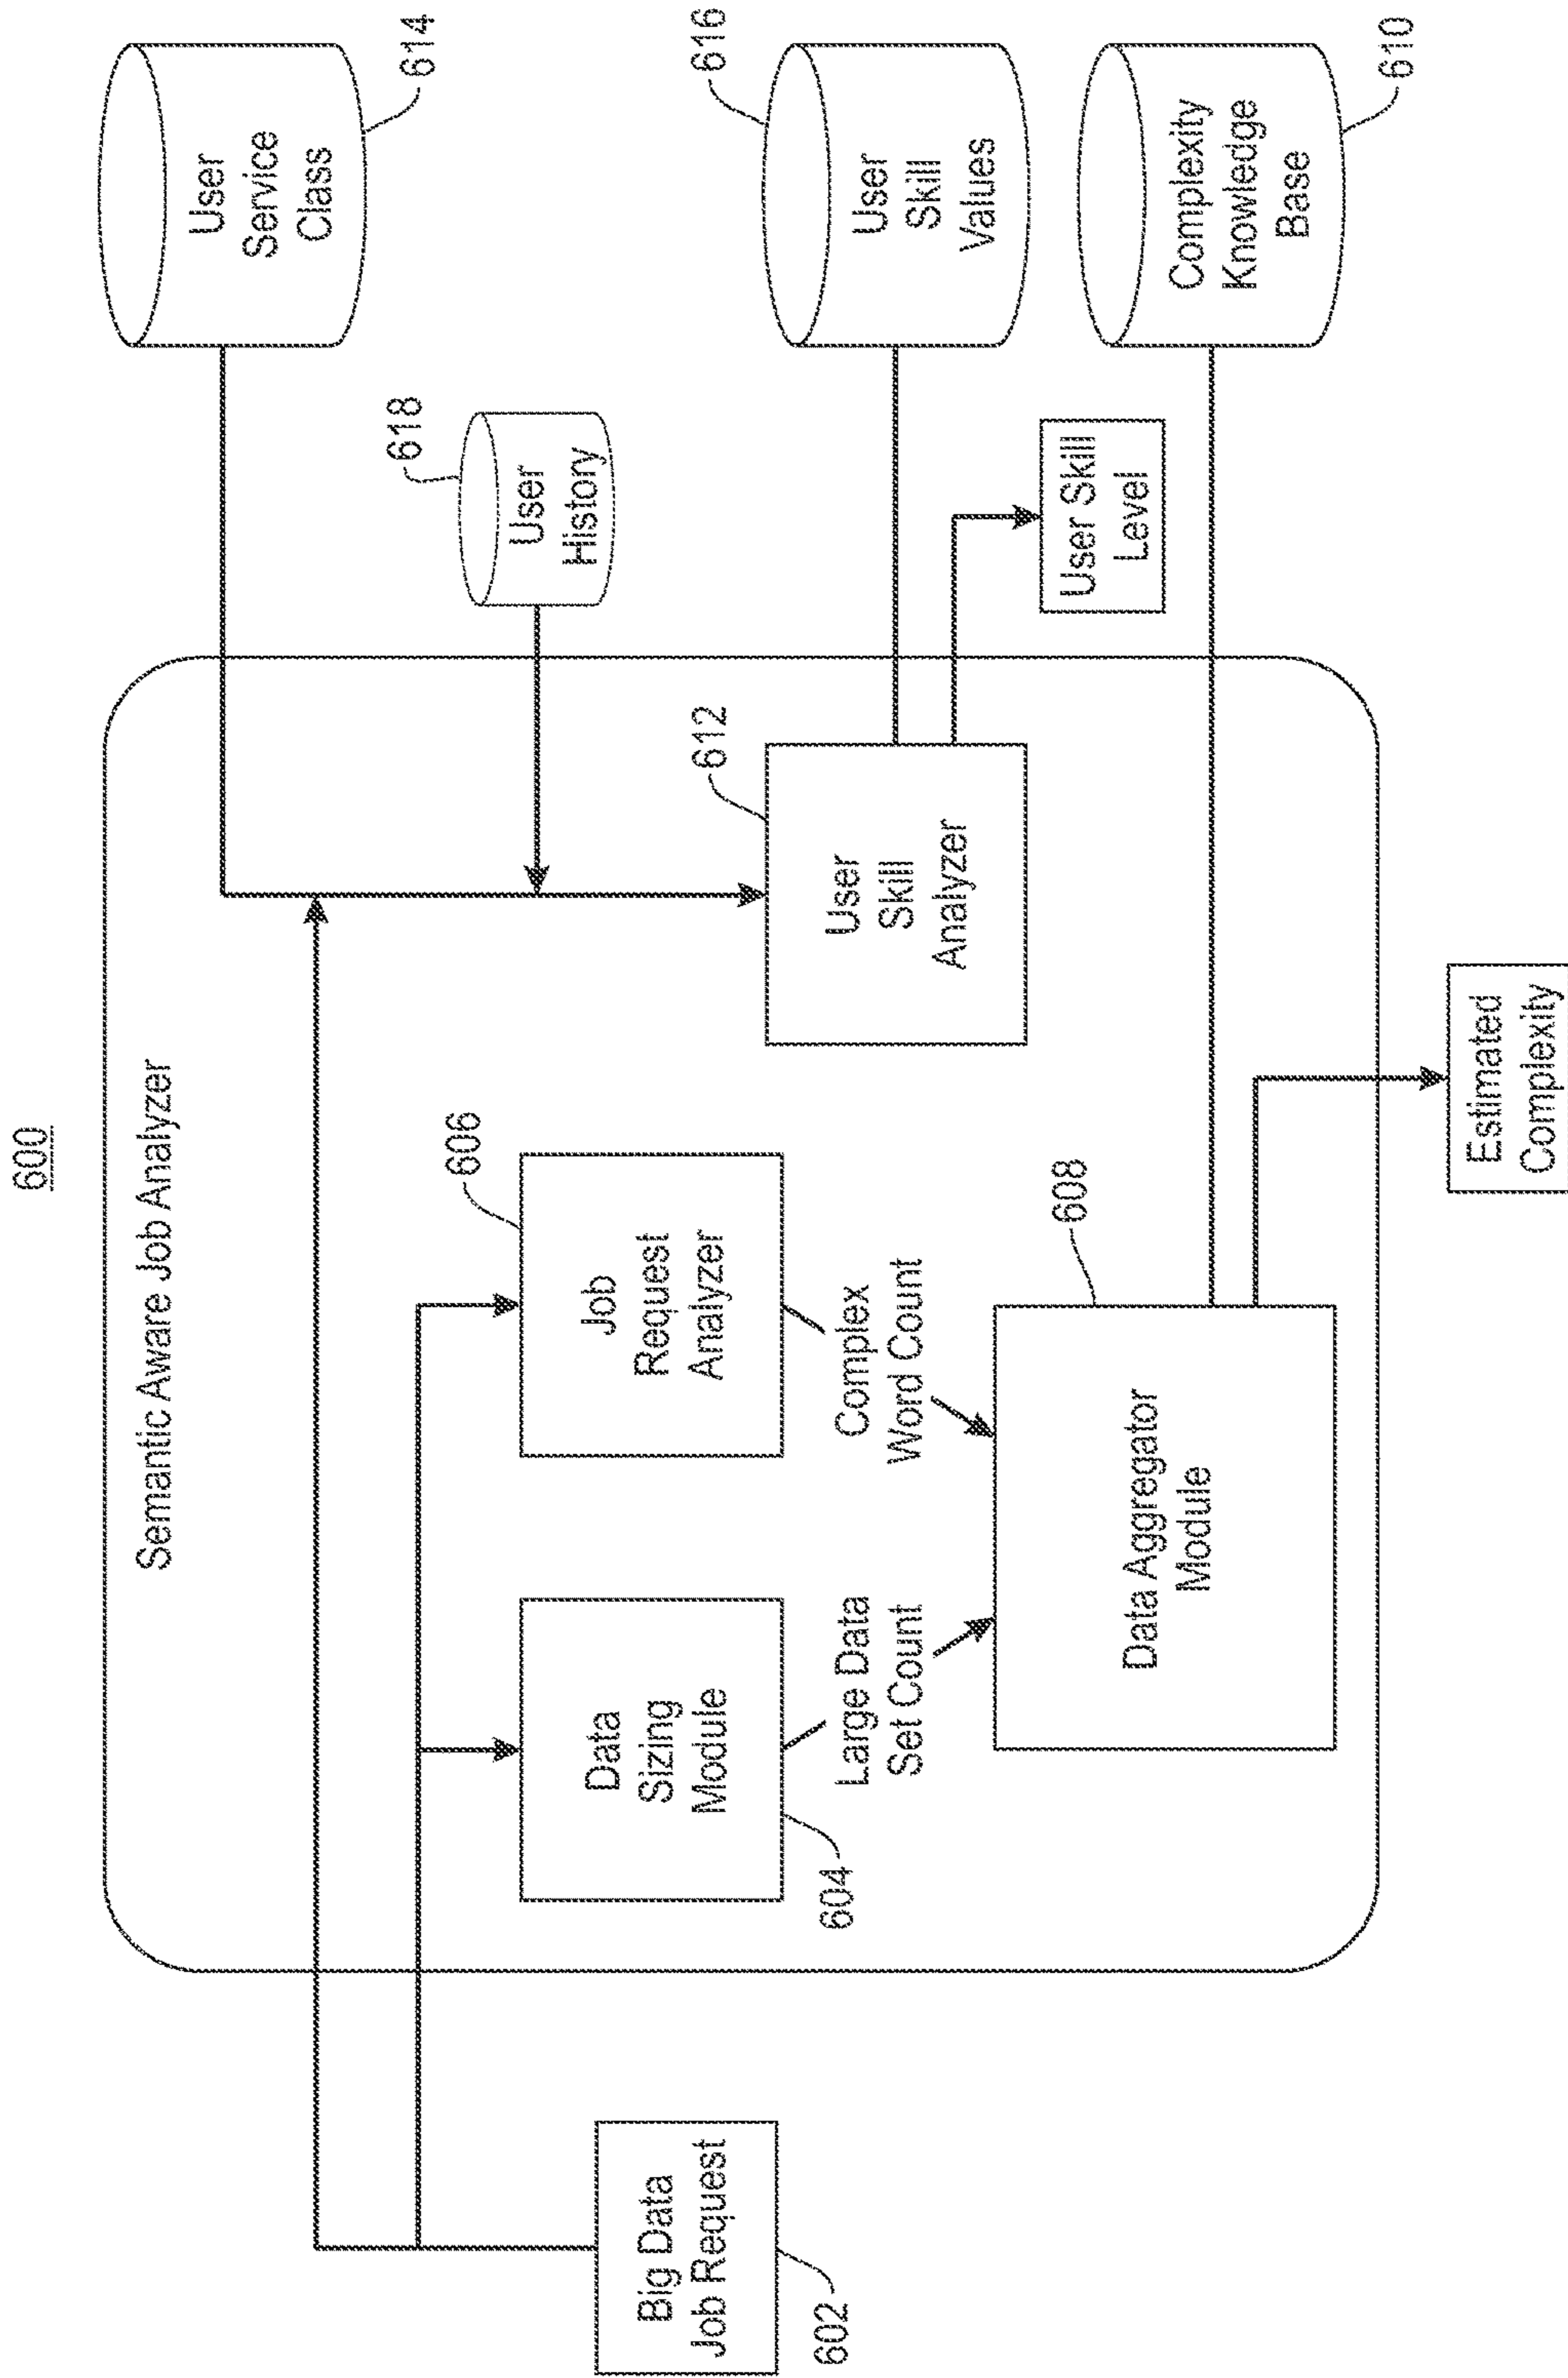 600
Semantic Aware Job Analyzer
Big Data
Job Request
602
Data
Sizing
Module
604
Job
Request
Analyzer
606
Large Data
Set Count
Complex
Word Count
Data Aggregator
Module
608
User
Skill
Analyzer
612
User
Service
Class
614
User
History
618
User
Skill
Values
616
User Skill
Level
Complexity
Knowledge
Base
610
Estimated
Complexity